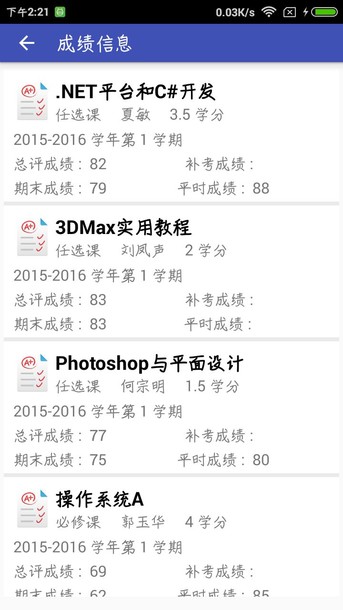 下午2:21 0.03K/s
成绩信息
.NET平台和C#开发
任选课 夏敏 3.5 学分
2015-2016 学年第 1 学期
总评成绩：82 补考成绩：
期末成绩：79 平时成绩：88
3DMax实用教程
任选课 刘凤声 2 学分
2015-2016 学年第 1 学期
总评成绩：83 补考成绩：
期末成绩：83 平时成绩：
Photoshop与平面设计
任选课 何宗明 1.5 学分
2015-2016 学年第 1 学期
总评成绩：77 补考成绩：
期末成绩：75 平时成绩：80
操作系统A
必修课 郭玉华 4 学分
2015-2016 学年第 1 学期
总评成绩：69 补考成绩：
期末成绩：62 平时成绩：85